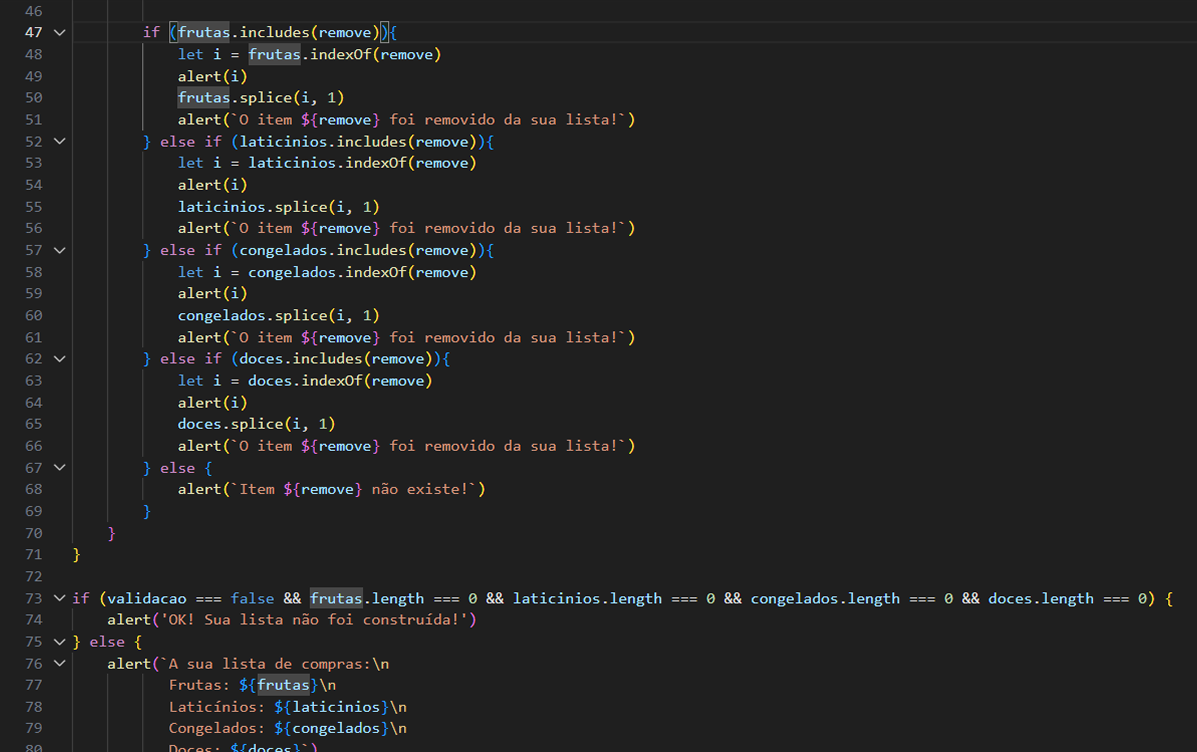 46
47 if (frutas.includes(remove)){
48 let i = frutas.indexOf(remove)
49 alert(i)
50 frutas.splice(i, 1)
51 alert(`O item ${remove} foi removido da sua lista!`)
52 } else if (laticinios.includes(remove)){
53 let i = laticinios.indexOf(remove)
54 alert(i)
55 laticinios.splice(i, 1)
56 alert(`O item ${remove} foi removido da sua lista!`)
57 } else if (congelados.includes(remove)){
58 let i = congelados.indexOf(remove)
59 alert(i)
60 congelados.splice(i, 1)
61 alert(`O item ${remove} foi removido da sua lista!`)
62 } else if (doces.includes(remove)){
63 let i = doces.indexOf(remove)
64 alert(i)
65 doces.splice(i, 1)
66 alert(`O item ${remove} foi removido da sua lista!`)
67 } else {
68 alert(`Item ${remove} não existe!`)
69 }
70 }
71 }
72
73 if (validacao === false && frutas.length === 0 && laticinios.length === 0 && congelados.length === 0 && doces.length === 0) {
74 alert('OK! Sua lista não foi construída!')
75 } else {
76 alert(`A sua lista de compras:\n
77 Frutas: ${frutas}\n
78 Laticínios: ${laticinios}\n
79 Congelados: ${congelados}\n
80 Doces: ${doces}`)